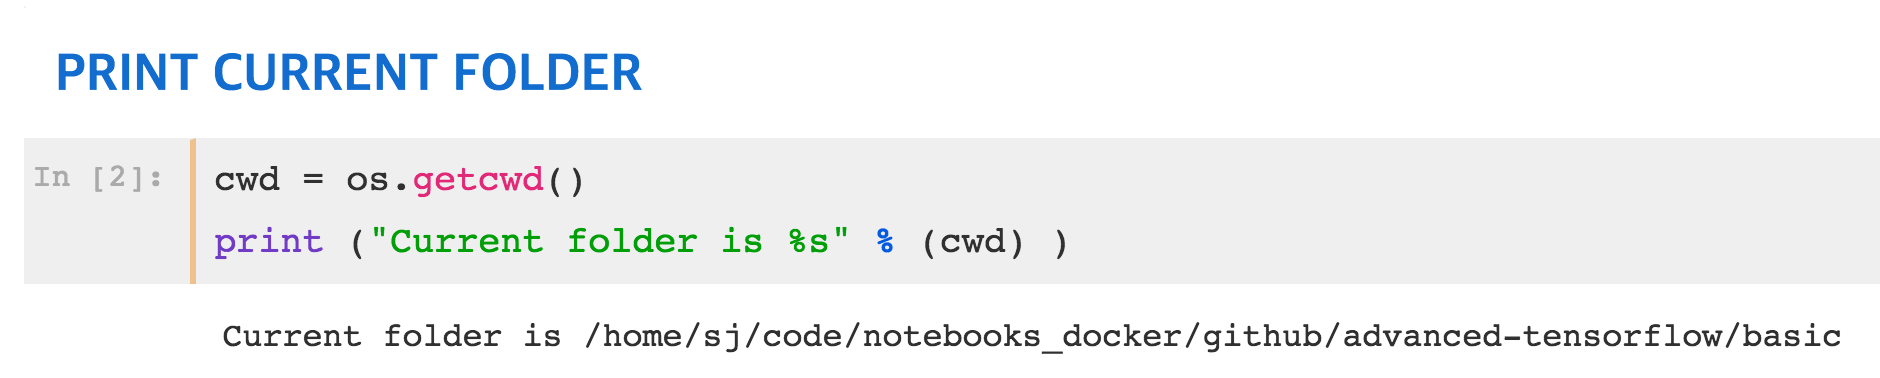 PRINT CURRENT FOLDER
In [2]:
cwd = os.getcwd()
print ("Current folder is %s" % (cwd) )
Current folder is /home/sj/code/notebooks_docker/github/advanced-tensorflow/basic